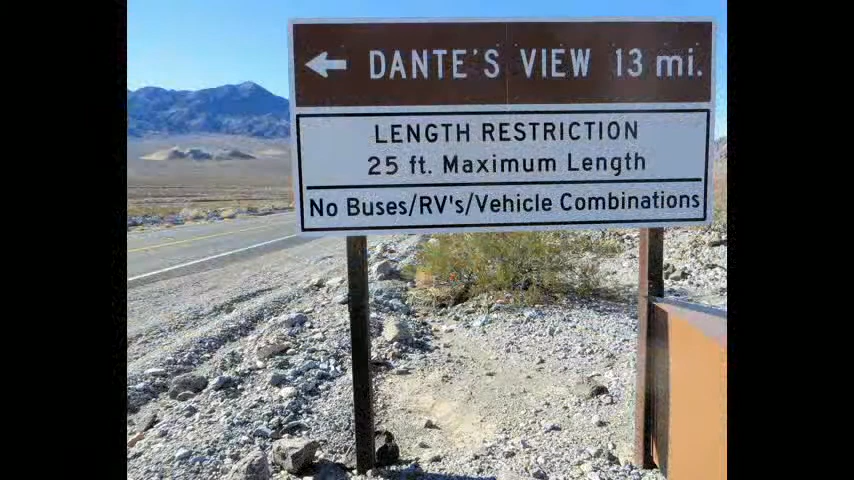 DANTE'S VIEW 13 mi.
LENGTH RESTRICTION
25 ft. Maximum Length
No Buses/RV's/Vehicle Combinations